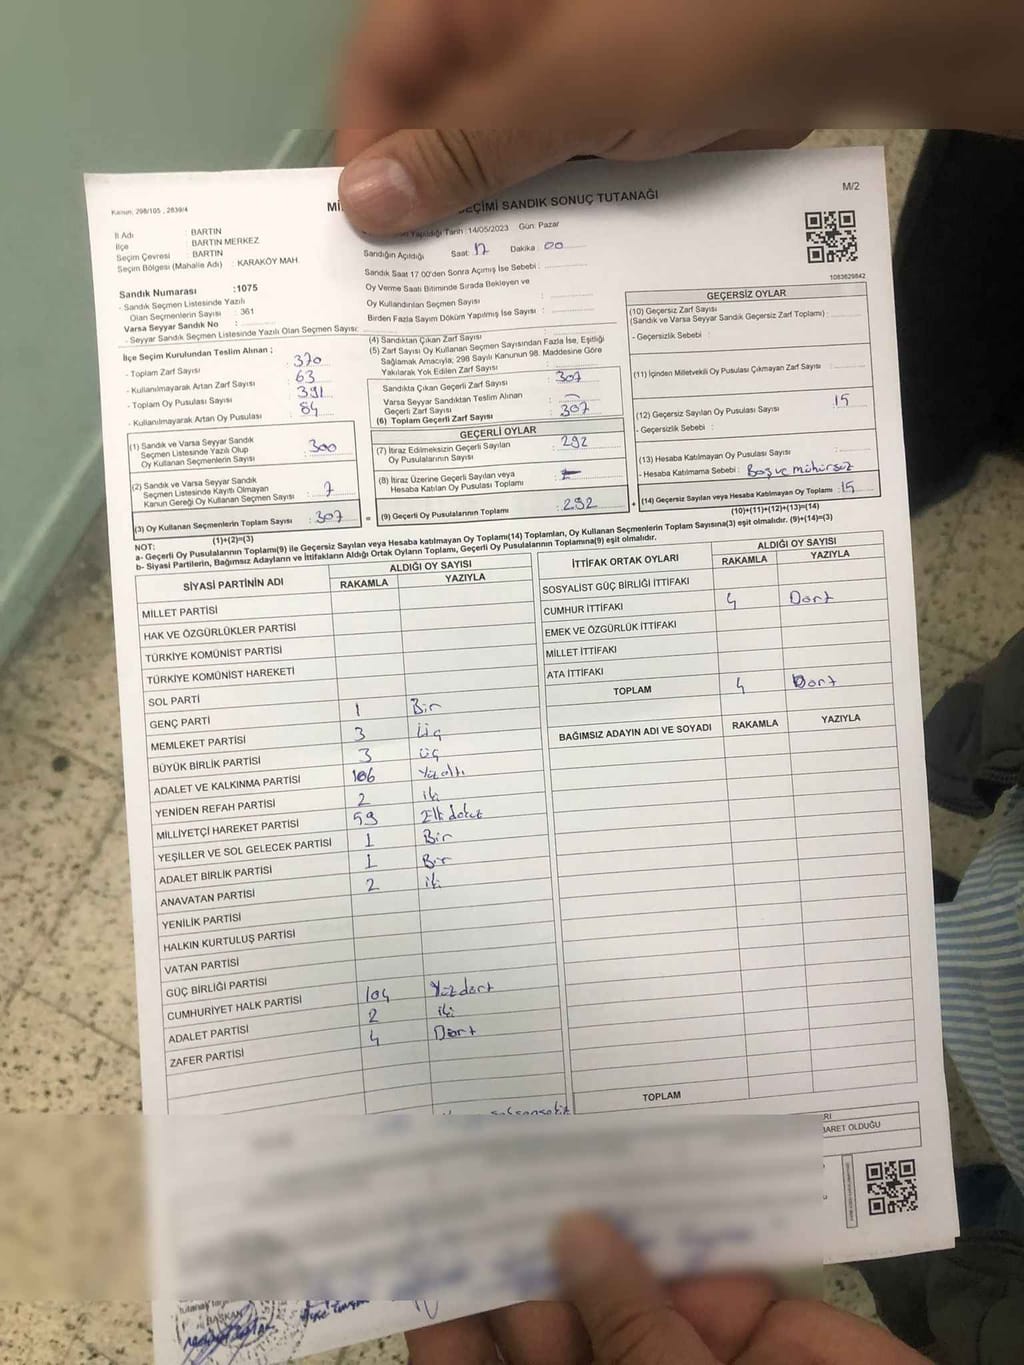 Kanun, 298/105 , 2839/4
M/2
Mİ
SEÇİMİ SANDIK SONUÇ TUTANAĞI
İl Adı : BARTIN
İlçe : BARTIN MERKEZ
Seçim Çevresi : BARTIN
Seçim Bölgesi (Mahalle Adı) : KARAKÖY MAH.
Yapıldığı Tarih :14/05/2023 Gün: Pazar
Sandığın Açıldığı Saat : 17 Dakika : 00
Sandık Saat 17 00'den Sonra Açımış İse Sebebi :
Oy Verme Saati Bitiminde Sırada Bekleyen ve
Oy Kullandırılan Seçmen Sayısı :
Birden Fazla Sayım Döküm Yapılmış İse Sayısı :
1083629842
Sandık Numarası :1075
- Sandık Seçmen Listesinde Yazılı
Olan Seçmenlerin Sayısı : 361
Varsa Seyyar Sandık No :
- Seyyar Sandık Seçmen Listesinde Yazılı Olan Seçmen Sayısı:
İlçe Seçim Kurulundan Teslim Alınan ;
- Toplam Zarf Sayısı : 370
- Kullanılmayarak Artan Zarf Sayısı : 63
- Toplam Oy Pusulası Sayısı : 391
- Kullanılmayarak Artan Oy Pusulası : 84
(4) Sandıktan Çıkan Zarf Sayısı :
(5) Zarf Sayısı Oy Kullanan Seçmen Sayısından Fazla İse, Eşitliği
Sağlamak Amacıyla, 298 Sayılı Kanunun 98. Maddesine Göre
Yakılarak Yok Edilen Zarf Sayısı :
Sandıkta Çıkan Geçerli Zarf Sayısı : 307
Varsa Seyyar Sandıktan Teslim Alınan
Geçerli Zarf Sayısı :
(6) Toplam Geçerli Zarf Sayısı : 307
GEÇERSİZ OYLAR
(10) Geçersiz Zarf Sayısı
(Sandık ve Varsa Seyyar Sandık Geçersiz Zarf Toplamı) :
- Geçersizlik Sebebi :
(11) İçinden Milletvekili Oy Pusulası Çıkmayan Zarf Sayısı :
(12) Geçersiz Sayılan Oy Pusulası Sayısı : 15
- Geçersizlik Sebebi :
(13) Hesaba Katılmayan Oy Pusulası Sayısı :
- Hesaba Katılmama Sebebi : Boş ve mühürsüz
(14) Geçersiz Sayılan veya Hesaba Katılmayan Oy Toplamı : 15
(10)+(11)+(12)+(13)=(14)
(1) Sandık ve Varsa Seyyar Sandık
Seçmen Listesinde Yazılı Olup
Oy Kullanan Seçmenlerin Sayısı : 300
(2) Sandık ve Varsa Seyyar Sandık
Seçmen Listesinde Kayıtlı Olmayan
Kanun Gereği Oy Kullanan Seçmen Sayısı : 7
(3) Oy Kullanan Seçmenlerin Toplam Sayısı : 307
(1)+(2)=(3)
GEÇERLİ OYLAR
(7) İtiraz Edilmeksizin Geçerli Sayılan
Oy Pusulalarının Sayısı : 292
(8) İtiraz Üzerine Geçerli Sayılan veya
Hesaba Katılan Oy Pusulası Toplamı :
= (9) Geçerli Oy Pusulalarının Toplamı : 292 +
NOT:
a- Geçerli Oy Pusulalarının Toplamı(9) ile Geçersiz Sayılan veya Hesaba katılmayan Oy Toplamı(14) Toplamları, Oy Kullanan Seçmenlerin Toplam Sayısına(3) eşit olmalıdır. (9)+(14)=(3)
b- Siyasi Partilerin, Bağımsız Adayların ve İttifakların Aldığı Ortak Oyların Toplamı, Geçerli Oy Pusulalarının Toplamına(9) eşit olmalıdır.
SİYASİ PARTİNİN ADI
ALDIĞI OY SAYISI
RAKAMLA YAZIYLA
MİLLET PARTİSİ
HAK VE ÖZGÜRLÜKLER PARTİSİ
TÜRKİYE KOMÜNİST PARTİSİ
TÜRKİYE KOMÜNİST HAREKETİ
SOL PARTİ
GENÇ PARTİ 1 Bir
MEMLEKET PARTİSİ 3 Üç
BÜYÜK BİRLİK PARTİSİ 3 üç
ADALET VE KALKINMA PARTİSİ 106 Yüzaltı
YENİDEN REFAH PARTİSİ 2 iki
MİLLİYETÇİ HAREKET PARTİSİ 59 Elli dokuz
YEŞİLLER VE SOL GELECEK PARTİSİ 1 Bir
ADALET BİRLİK PARTİSİ 1 Bir
ANAVATAN PARTİSİ 2 iki
YENİLİK PARTİSİ
HALKIN KURTULUŞ PARTİSİ
VATAN PARTİSİ
GÜÇ BİRLİĞİ PARTİSİ
CUMHURİYET HALK PARTİSİ 104 Yüzdört
ADALET PARTİSİ 2 iki
ZAFER PARTİSİ 4 Dört
İTTİFAK ORTAK OYLARI
ALDIĞI OY SAYISI
RAKAMLA YAZIYLA
SOSYALİST GÜÇ BİRLİĞİ İTTİFAKI
CUMHUR İTTİFAKI 4 Dört
EMEK VE ÖZGÜRLÜK İTTİFAKI
MİLLET İTTİFAKI
ATA İTTİFAKI
TOPLAM 4 Dört
BAĞIMSIZ ADAYIN ADI VE SOYADI RAKAMLA YAZIYLA
TOPLAM
RI
BARET OLDUĞU
BAŞKAN